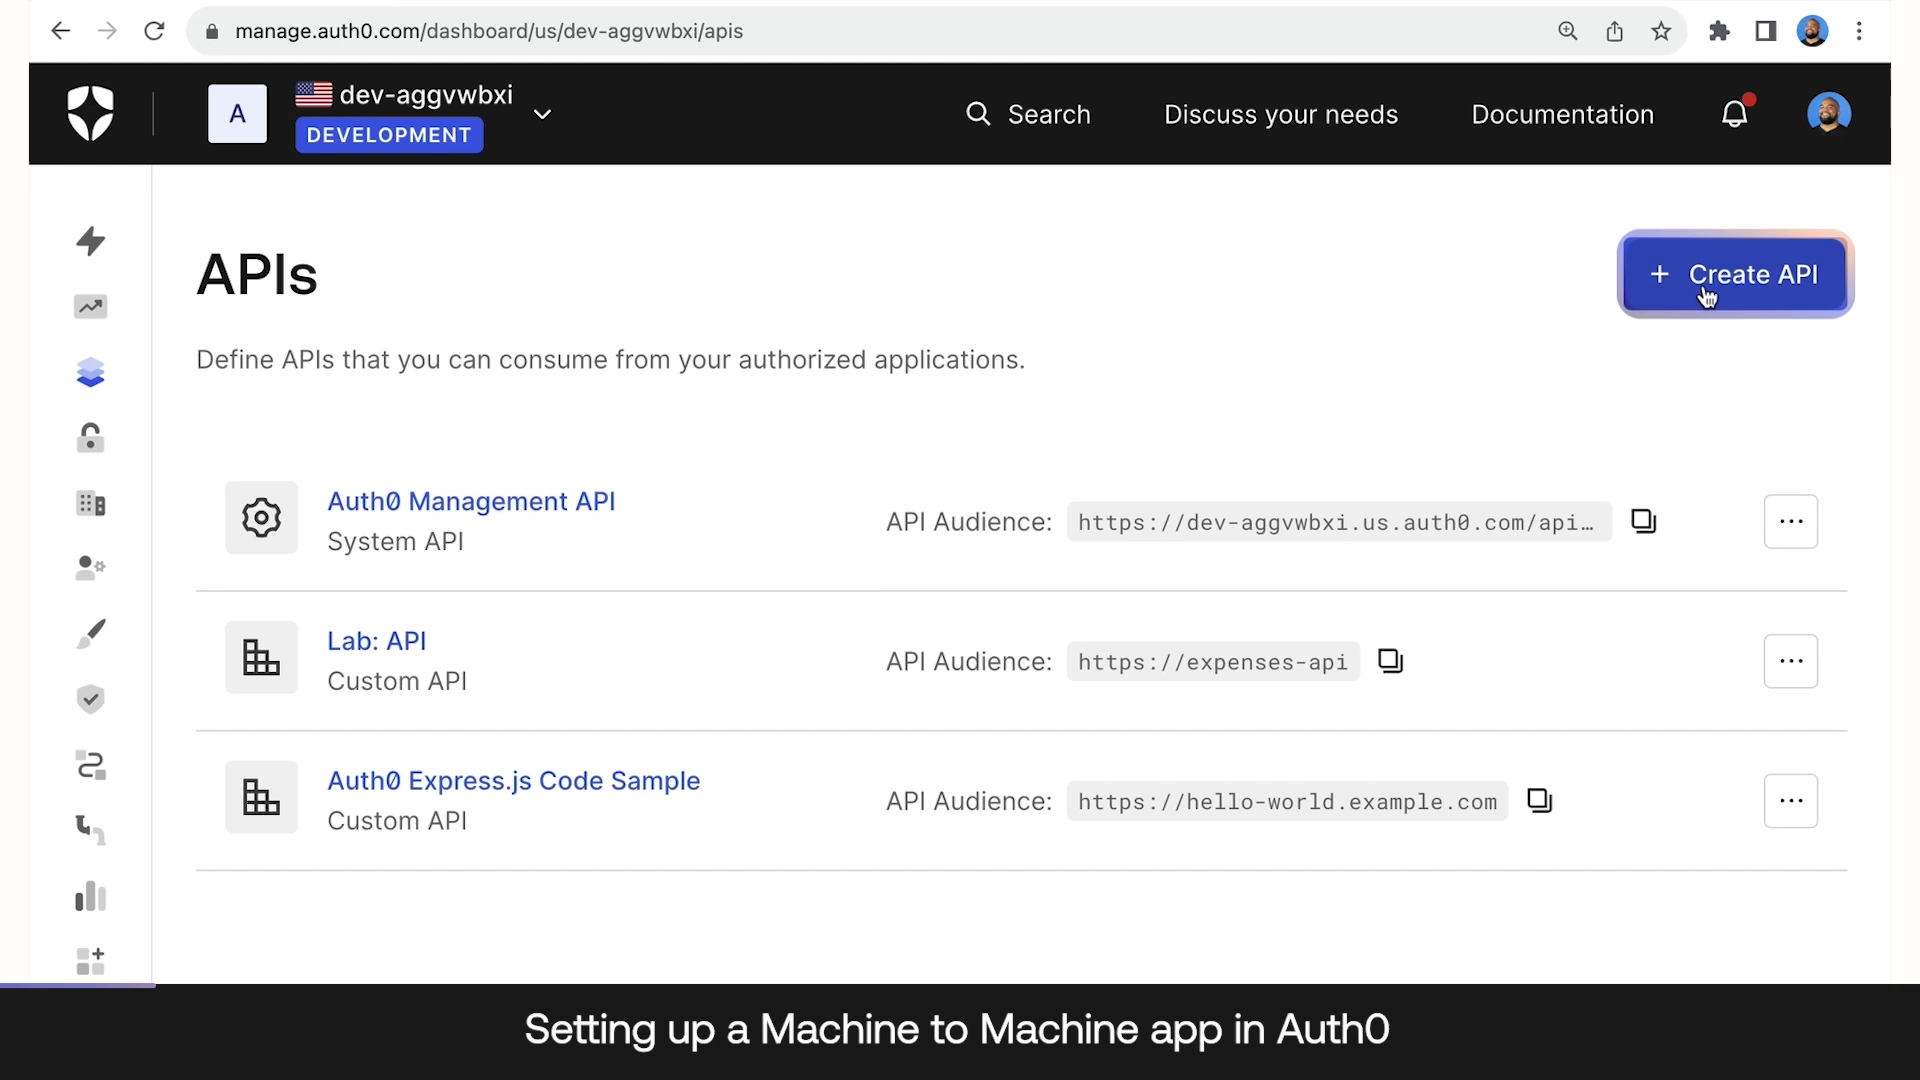 manage.auth0.com/dashboard/us/dev-aggvwbxi/apis
A
dev-aggvwbxi
DEVELOPMENT
Search
Discuss your needs
Documentation
APIs
+ Create API
Define APIs that you can consume from your authorized applications.
Auth0 Management API
System API
API Audience: https://dev-aggvwbxi.us.auth0.com/api…
Lab: API
Custom API
API Audience: https://expenses-api
Auth0 Express.js Code Sample
Custom API
API Audience: https://hello-world.example.com
Setting up a Machine to Machine app in Auth0